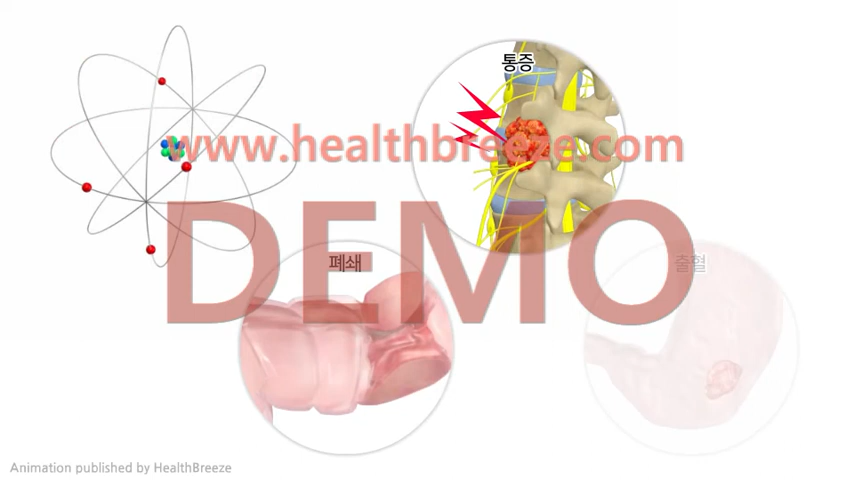 통증
www.healthbreeze.com
DEMO
폐쇄
출혈
Animation published by HealthBreeze